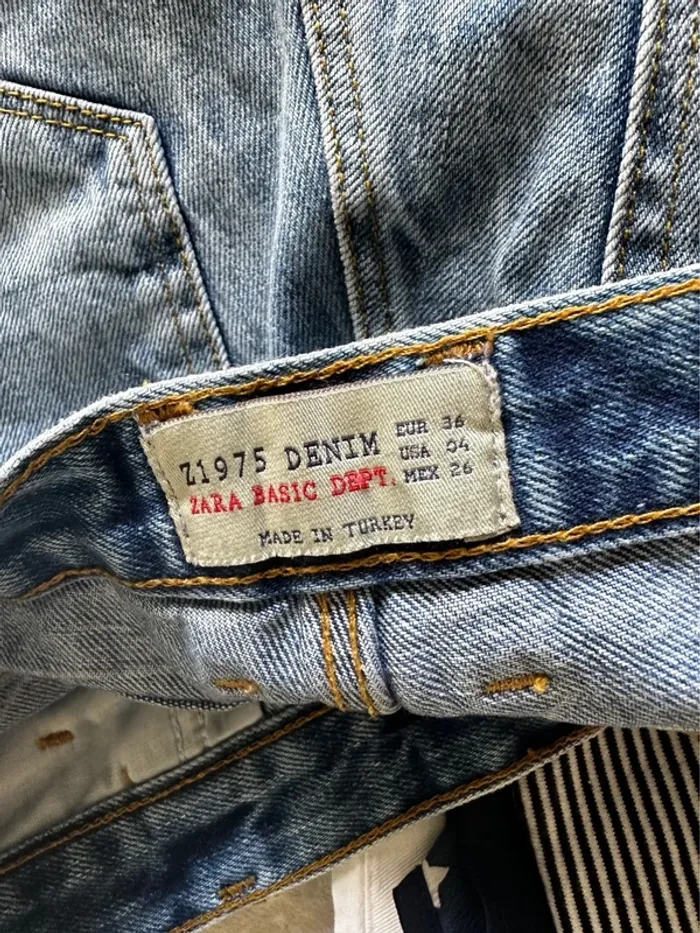 Z1975 DENIM
ZARA BASIC DEPT.
EUR 36
USA 04
MEX 26
MADE IN TURKEY